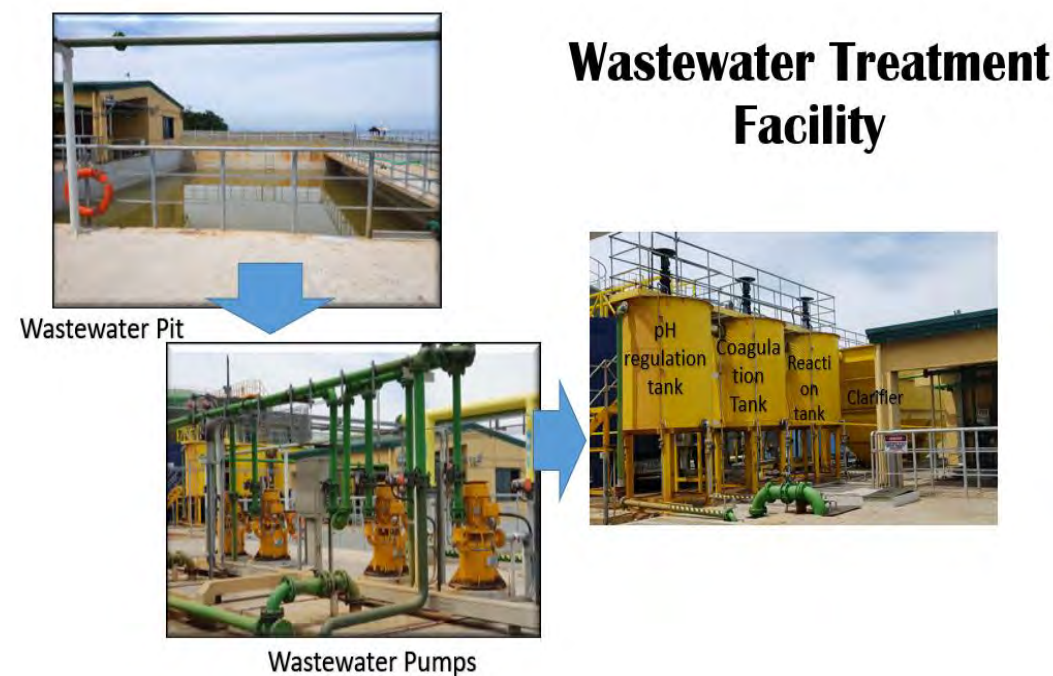 Wastewater Treatment
Facility
Wastewater Pit
pH
regulation
tank
Coagula
tion
Tank
Reacti
on
tank
Clarifier
Wastewater Pumps